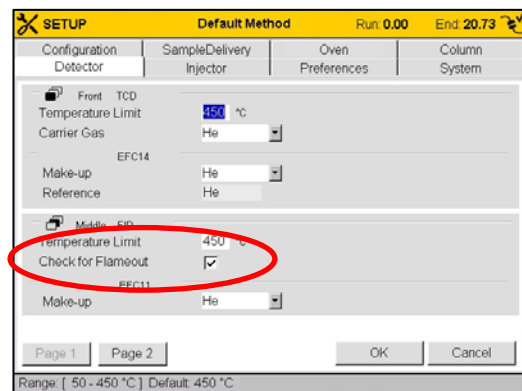 SETUP Default Method Run: 0.00 End: 20.73
Configuration SampleDelivery Oven Column
Detector Injector Preferences System
Front TCD
Temperature Limit 450 °C
Carrier Gas He
EFC14
Make-up He
Reference He
Middle FID
Temperature Limit 450 °C
Check for Flameout
EFC11
Make-up He
Page 1 Page 2 OK Cancel
Range: [ 50 - 450 °C ] Default: 450 °C